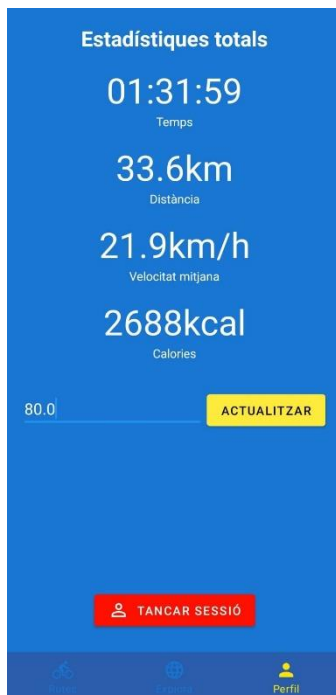 Estadístiques totals
01:31:59
Temps
33.6km
Distància
21.9km/h
Velocitat mitjana
2688kcal
Calories
80.0
ACTUALITZAR
TANCAR SESSIÓ
Perfil